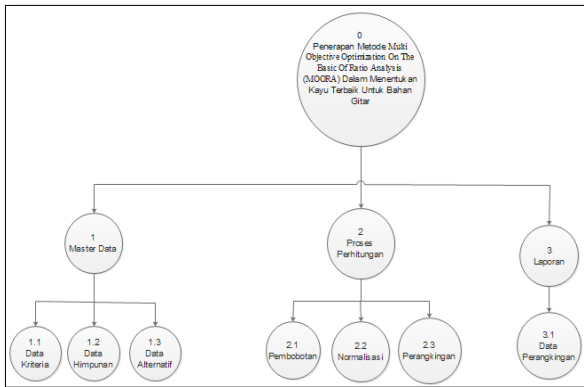 0
Penerapan Metode Multi
Objective Optimization On The
Basic Of Ratio Analysis
(MOORA) Dalam Menentukan
Kayu Terbaik Untuk Bahan
Gitar
1
Master Data
2
Proses
Perhitungan
3
Laporan
1.1
Data
Kriteria
1.2
Data
Himpunan
1.3
Data
Alternatif
2.1
Pembobotan
2.2
Normalisasi
2.3
Perangkingan
3.1
Data
Perangkingan